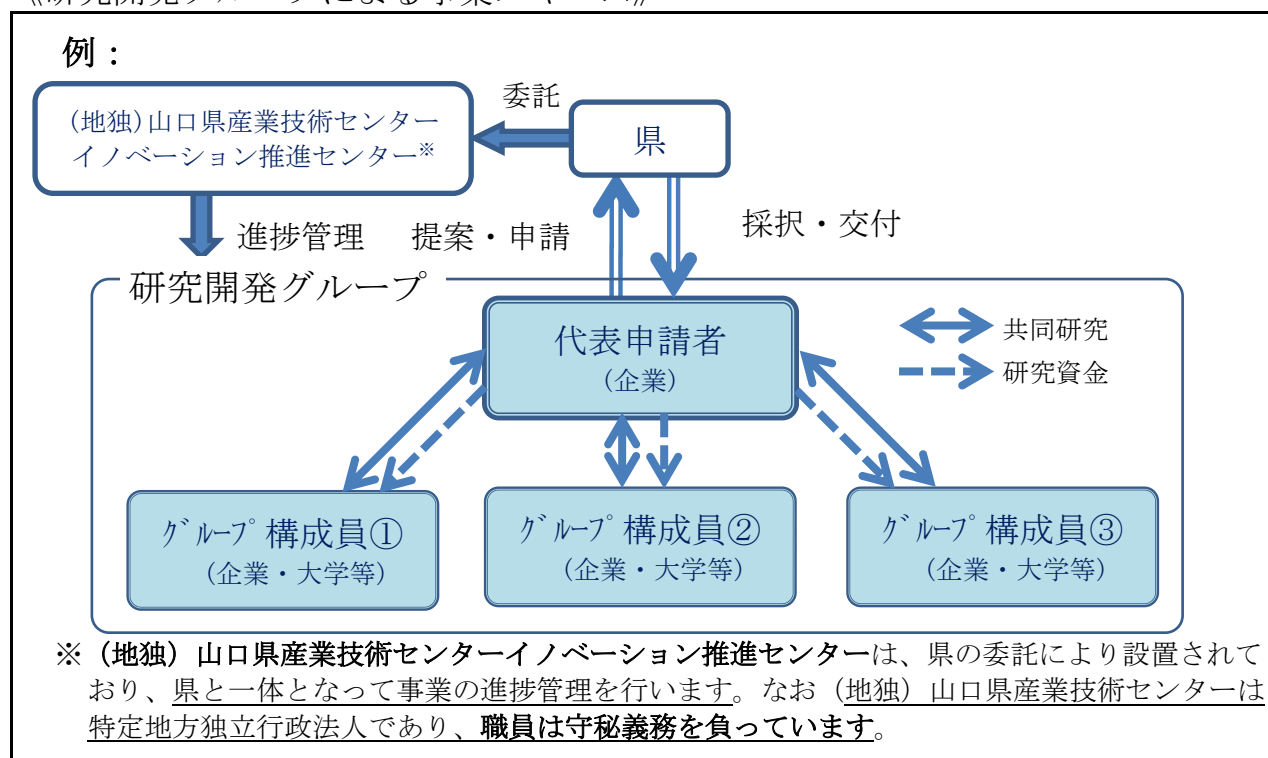 例：
(地独)山口県産業技術センター
イノベーション推進センター※
委託
県
進捗管理
提案・申請
採択・交付
研究開発グループ
代表申請者
(企業)
共同研究
研究資金
ｸﾞﾙｰﾌﾟ構成員①
(企業・大学等)
ｸﾞﾙｰﾌﾟ構成員②
(企業・大学等)
ｸﾞﾙｰﾌﾟ構成員③
(企業・大学等)
※（地独）山口県産業技術センターイノベーション推進センターは、県の委託により設置されて
おり、県と一体となって事業の進捗管理を行います。なお（地独）山口県産業技術センターは
特定地方独立行政法人であり、職員は守秘義務を負っています。